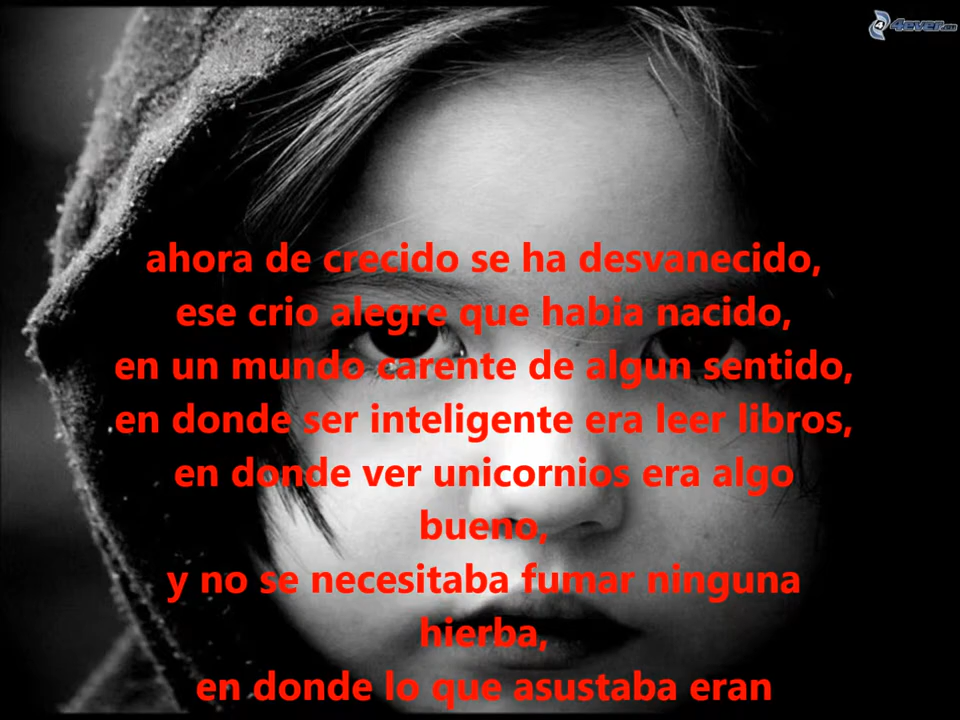 4ever.eu
ahora de crecido se ha desvanecido,
ese crio alegre que habia nacido,
en un mundo carente de algun sentido,
en donde ser inteligente era leer libros,
en donde ver unicornios era algo
bueno,
y no se necesitaba fumar ninguna
hierba,
en donde lo que asustaba eran